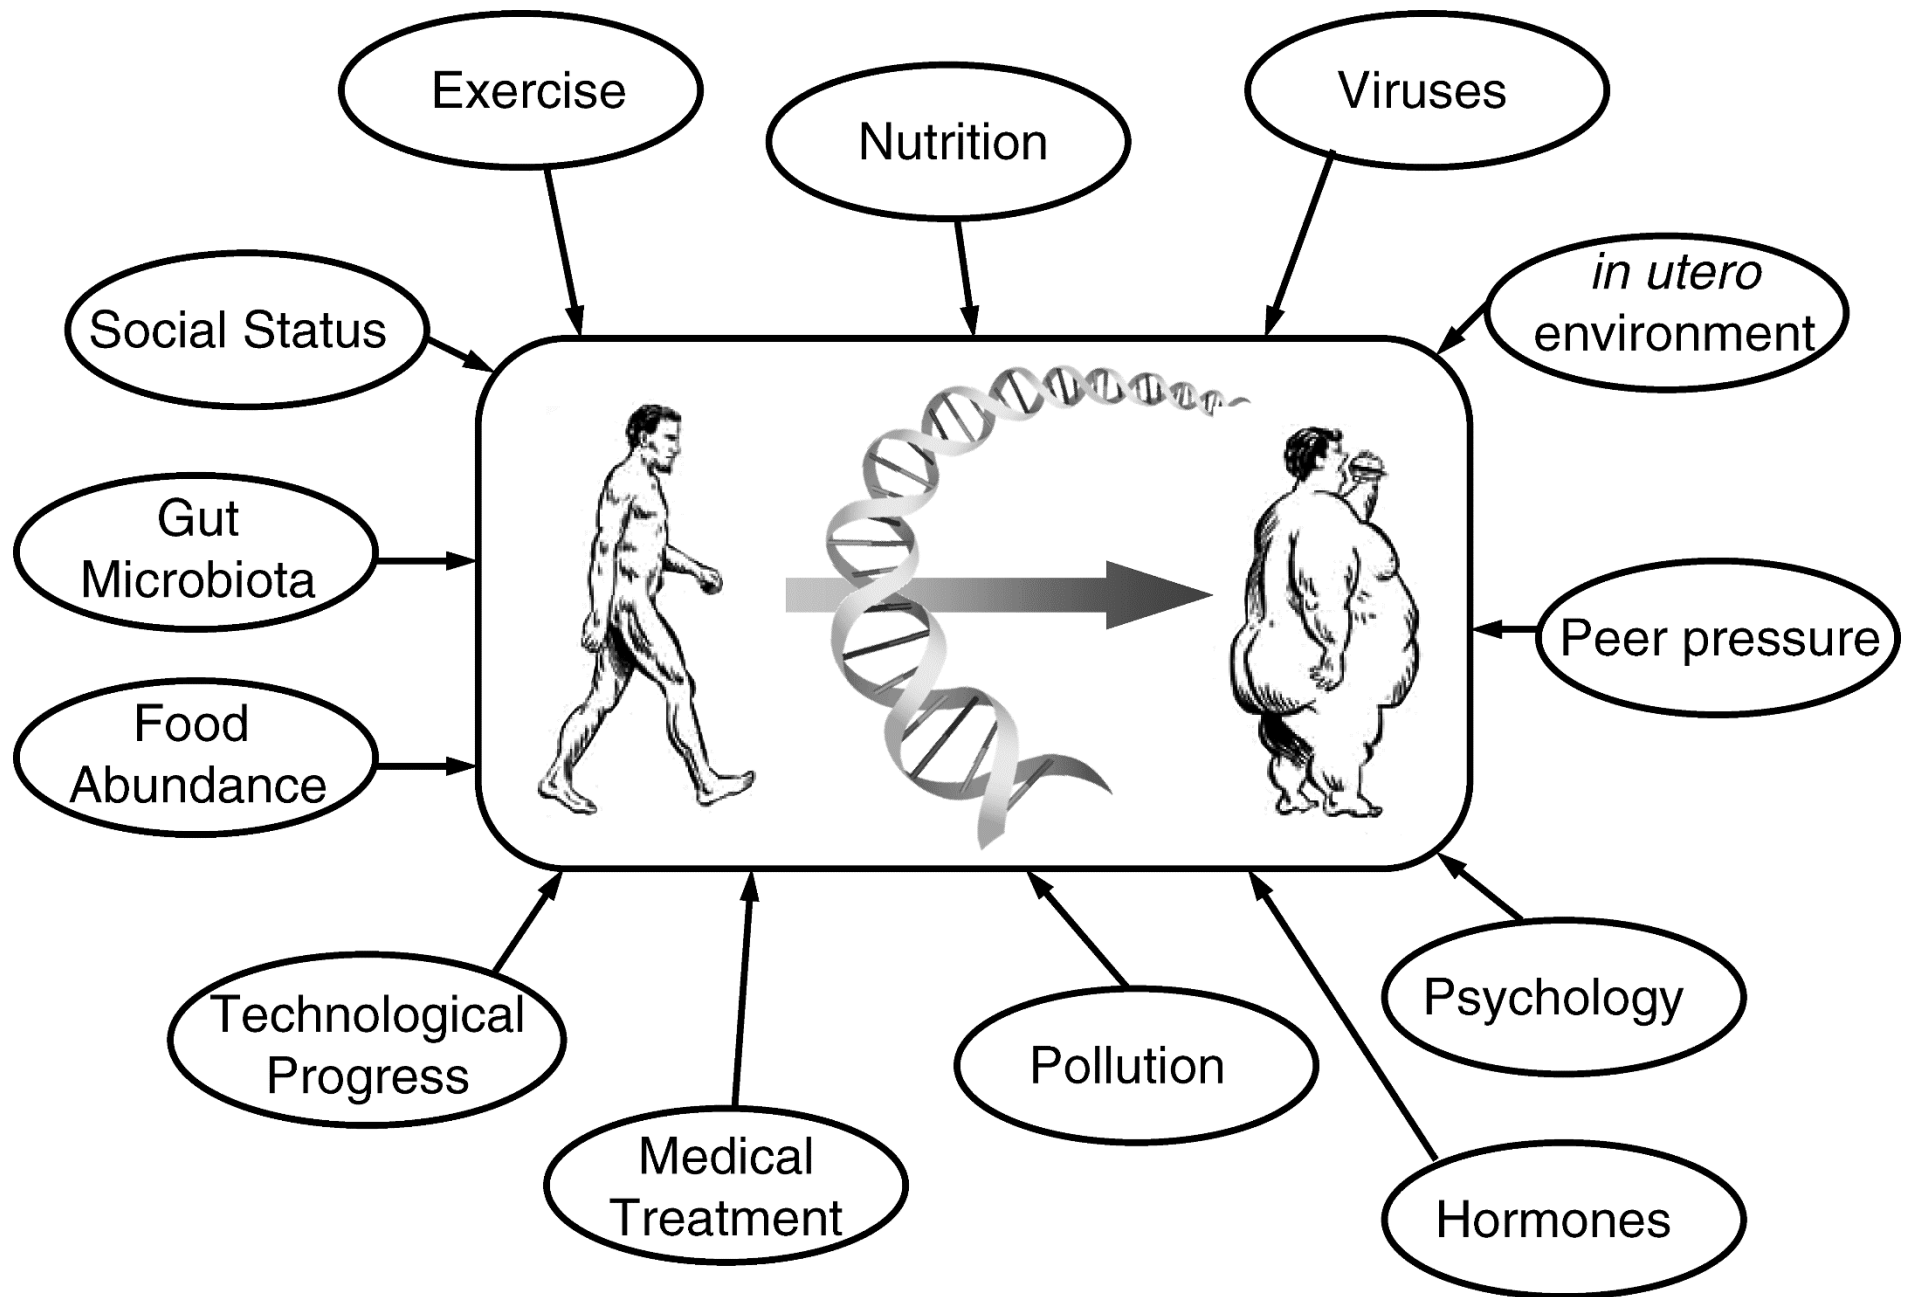 Exercise
Nutrition
Viruses
in utero
environment
Social Status
Gut
Microbiota
Food
Abundance
Peer pressure
Technological
Progress
Medical
Treatment
Pollution
Psychology
Hormones